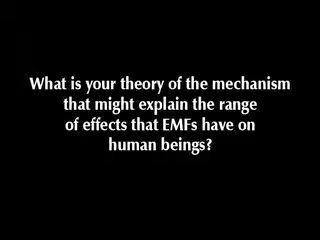 What is your theory of the mechanism
that might explain the range
of effects that EMFs have on
human beings?